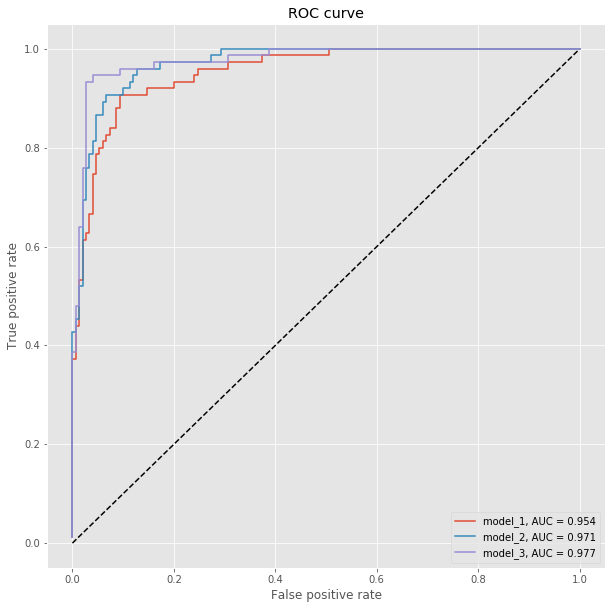 ROC curve
True positive rate
1.0
0.8
0.6
0.4
0.2
0.0
0.0 0.2 0.4 0.6 0.8 1.0
False positive rate
model_1, AUC = 0.954
model_2, AUC = 0.971
model_3, AUC = 0.977